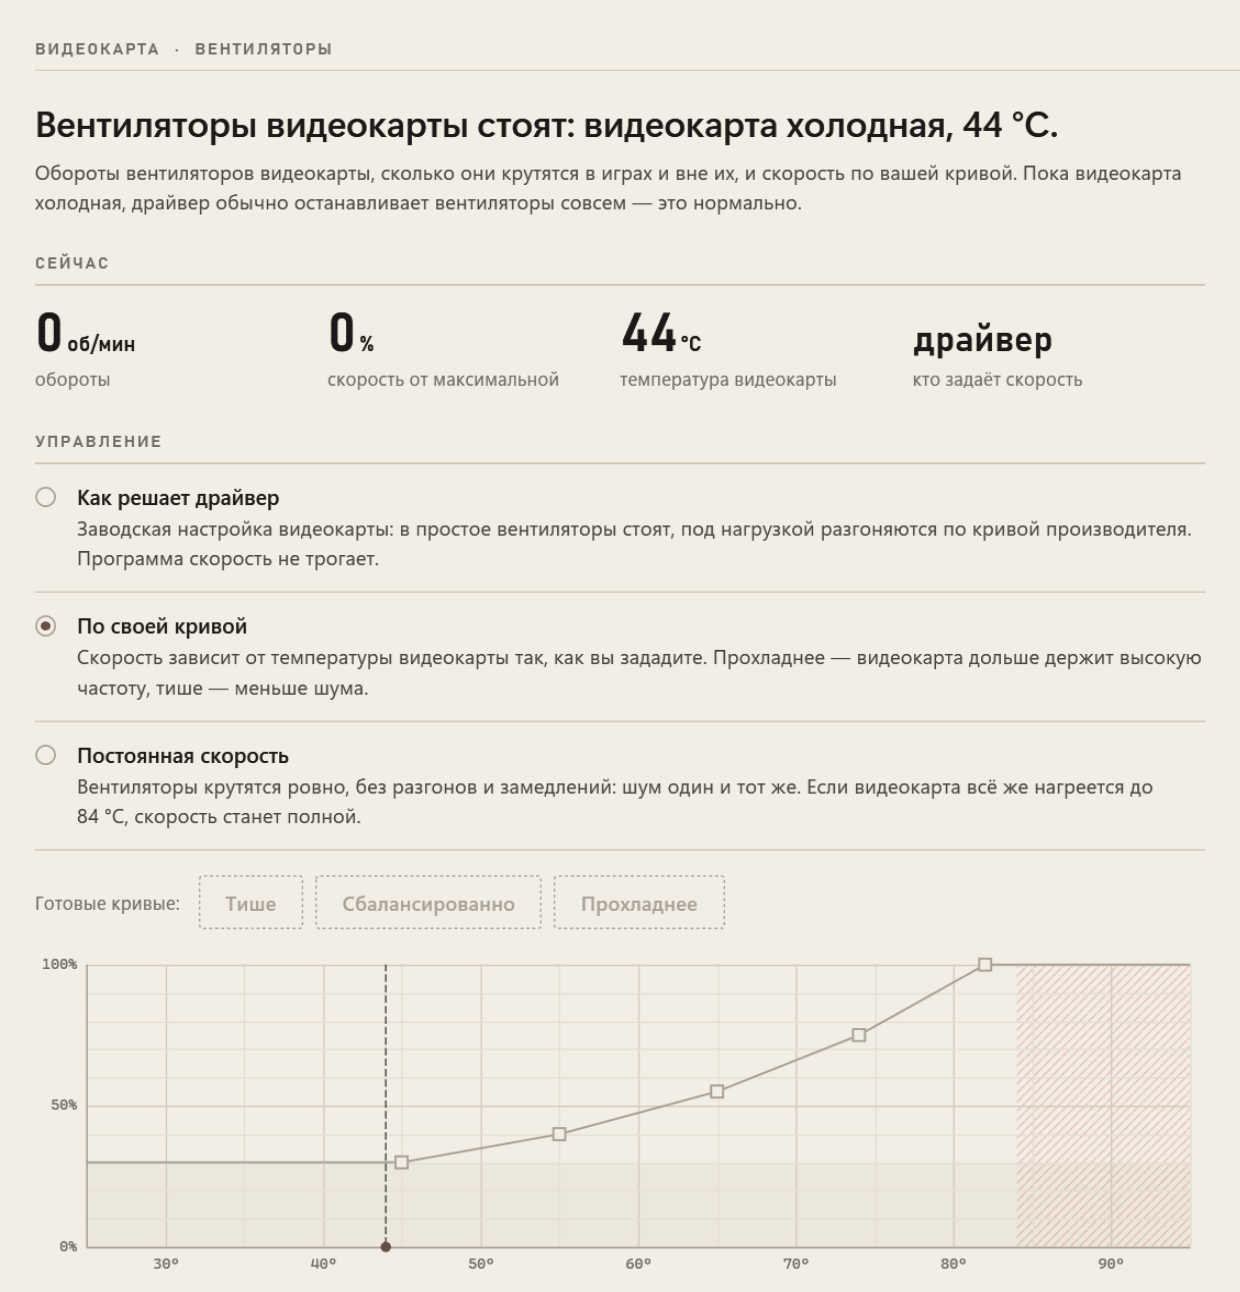 ВИДЕОКАРТА · ВЕНТИЛЯТОРЫ
Вентиляторы видеокарты стоят: видеокарта холодная, 44 °C.
Обороты вентиляторов видеокарты, сколько они крутятся в играх и вне их, и скорость по вашей кривой. Пока видеокарта
холодная, драйвер обычно останавливает вентиляторы совсем — это нормально.
СЕЙЧАС
0 об/мин
обороты
0 %
скорость от максимальной
44 °C
температура видеокарты
драйвер
кто задаёт скорость
УПРАВЛЕНИЕ
Как решает драйвер
Заводская настройка видеокарты: в простое вентиляторы стоят, под нагрузкой разгоняются по кривой производителя.
Программа скорость не трогает.
По своей кривой
Скорость зависит от температуры видеокарты так, как вы зададите. Прохладнее — видеокарта дольше держит высокую
частоту, тише — меньше шума.
Постоянная скорость
Вентиляторы крутятся ровно, без разгонов и замедлений: шум один и тот же. Если видеокарта всё же нагреется до
84 °C, скорость станет полной.
Готовые кривые: Тише Сбалансированно Прохладнее
100%
50%
0%
30° 40° 50° 60° 70° 80° 90°